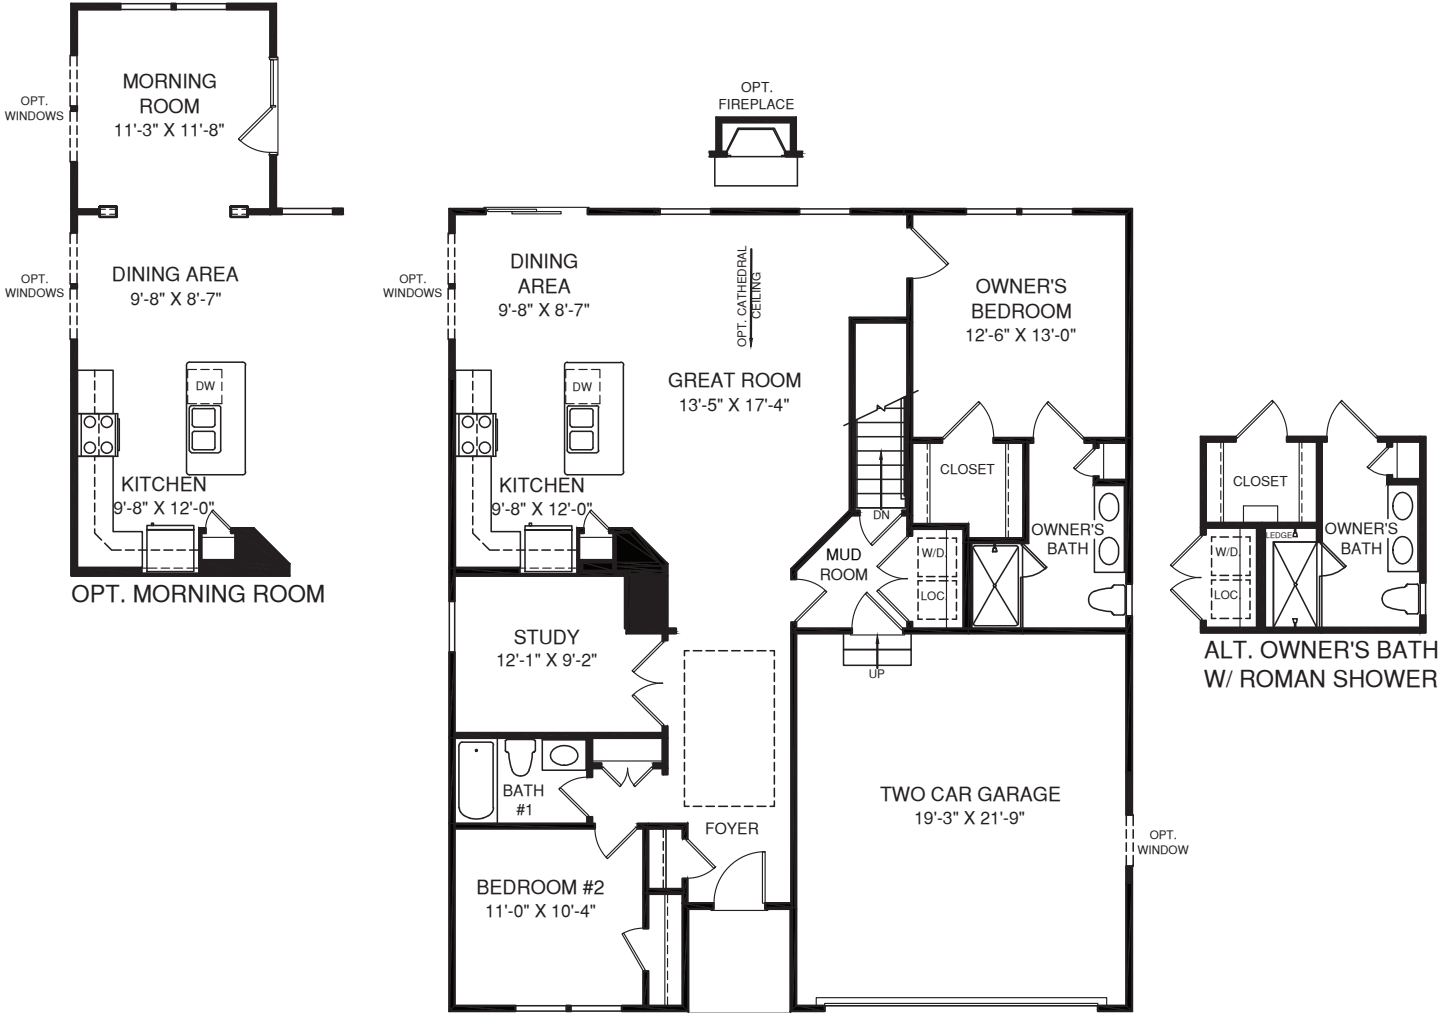 MORNING
ROOM
11'-3" X 11'-8"
OPT.
WINDOWS
DINING AREA
9'-8" X 8'-7"
OPT.
WINDOWS
DW
KITCHEN
9'-8" X 12'-0"
OPT. MORNING ROOM
OPT.
FIREPLACE
DINING
AREA
9'-8" X 8'-7"
OPT.
WINDOWS
OPT. CATHEDRAL
CEILING
GREAT ROOM
13'-5" X 17'-4"
OWNER'S
BEDROOM
12'-6" X 13'-0"
DW
KITCHEN
9'-8" X 12'-0"
CLOSET
DN
OWNER'S
BATH
MUD
ROOM
W/D.
LOC.
STUDY
12'-1" X 9'-2"
UP
BATH
#1
FOYER
TWO CAR GARAGE
19'-3" X 21'-9"
OPT.
WINDOW
BEDROOM #2
11'-0" X 10'-4"
CLOSET
LEDGE
OWNER'S
BATH
W/D.
LOC.
ALT. OWNER'S BATH
W/ ROMAN SHOWER